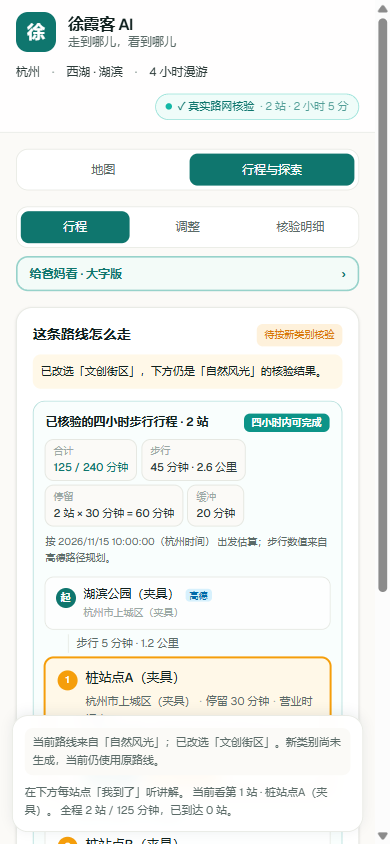 徐
徐霞客 AI
走到哪儿，看到哪儿
杭州 · 西湖·湖滨 · 4 小时漫游
✓ 真实路网核验 · 2 站 · 2 小时 5 分
地图
行程与探索
行程
调整
核验明细
给爸妈看 · 大字版 ›
这条路线怎么走
待按新类别核验
已改选「文创街区」，下方仍是「自然风光」的核验结果。
已核验的四小时步行行程 · 2 站
四小时内可完成
合计
125 / 240 分钟
步行
45 分钟 · 2.6 公里
停留
2 站 × 30 分钟 = 60 分钟
缓冲
20 分钟
按 2026/11/15 10:00:00（杭州时间） 出发估算；步行数值来自
高德路径规划。
起
湖滨公园（夹具）
高德
杭州市上城区（夹具）
步行 5 分钟 · 1.2 公里
1
桩站点A（夹具）
杭州市上城区（夹具） · 停留 30 分钟 · 营业时
当前路线来自「自然风光」；已改选「文创街区」。新类别尚未
生成，当前仍使用原路线。
在下方每站点「我到了」听讲解。 当前看第 1 站 · 桩站点A（夹
具）。 全程 2 站 / 125 分钟，已到达 0 站。
桩站点B（夹具）